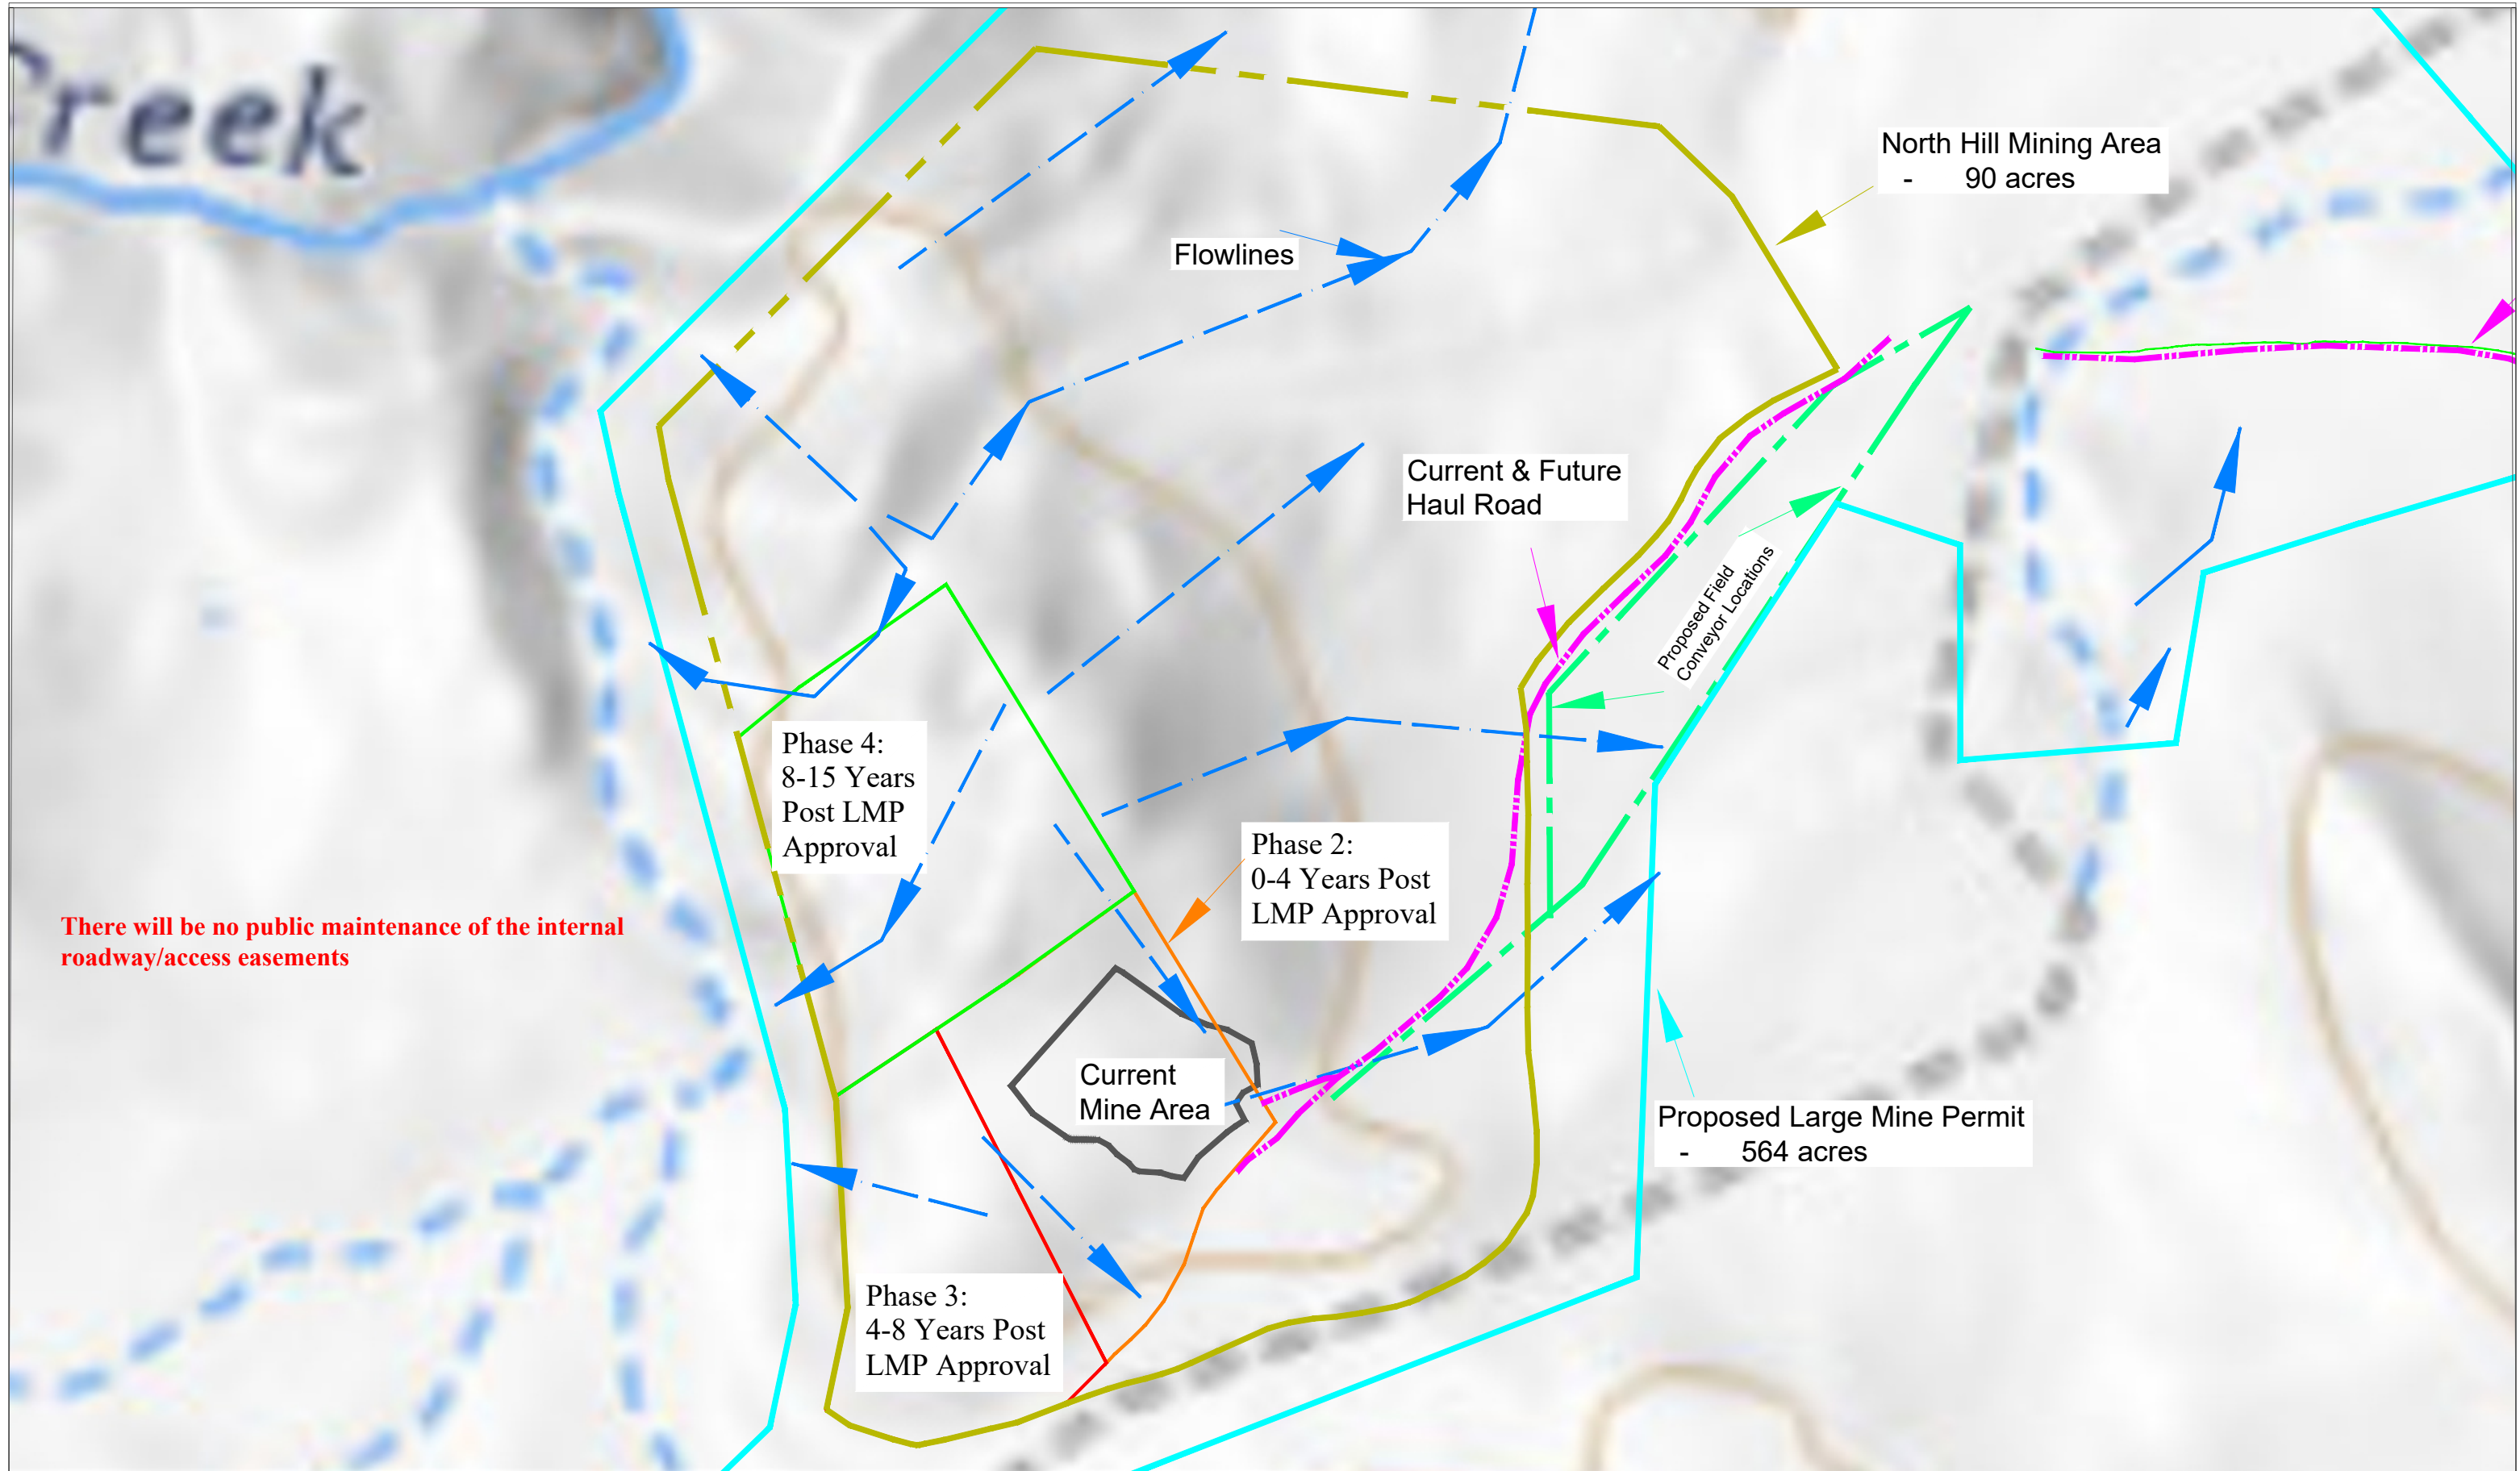 Creek
North Hill Mining Area
- 90 acres
Flowlines
Current & Future
Haul Road
Proposed Field
Conveyor Locations
Phase 4:
8-15 Years
Post LMP
Approval
Phase 2:
0-4 Years Post
LMP Approval
There will be no public maintenance of the internal
roadway/access easements
Current
Mine Area
Proposed Large Mine Permit
- 564 acres
Phase 3:
4-8 Years Post
LMP Approval